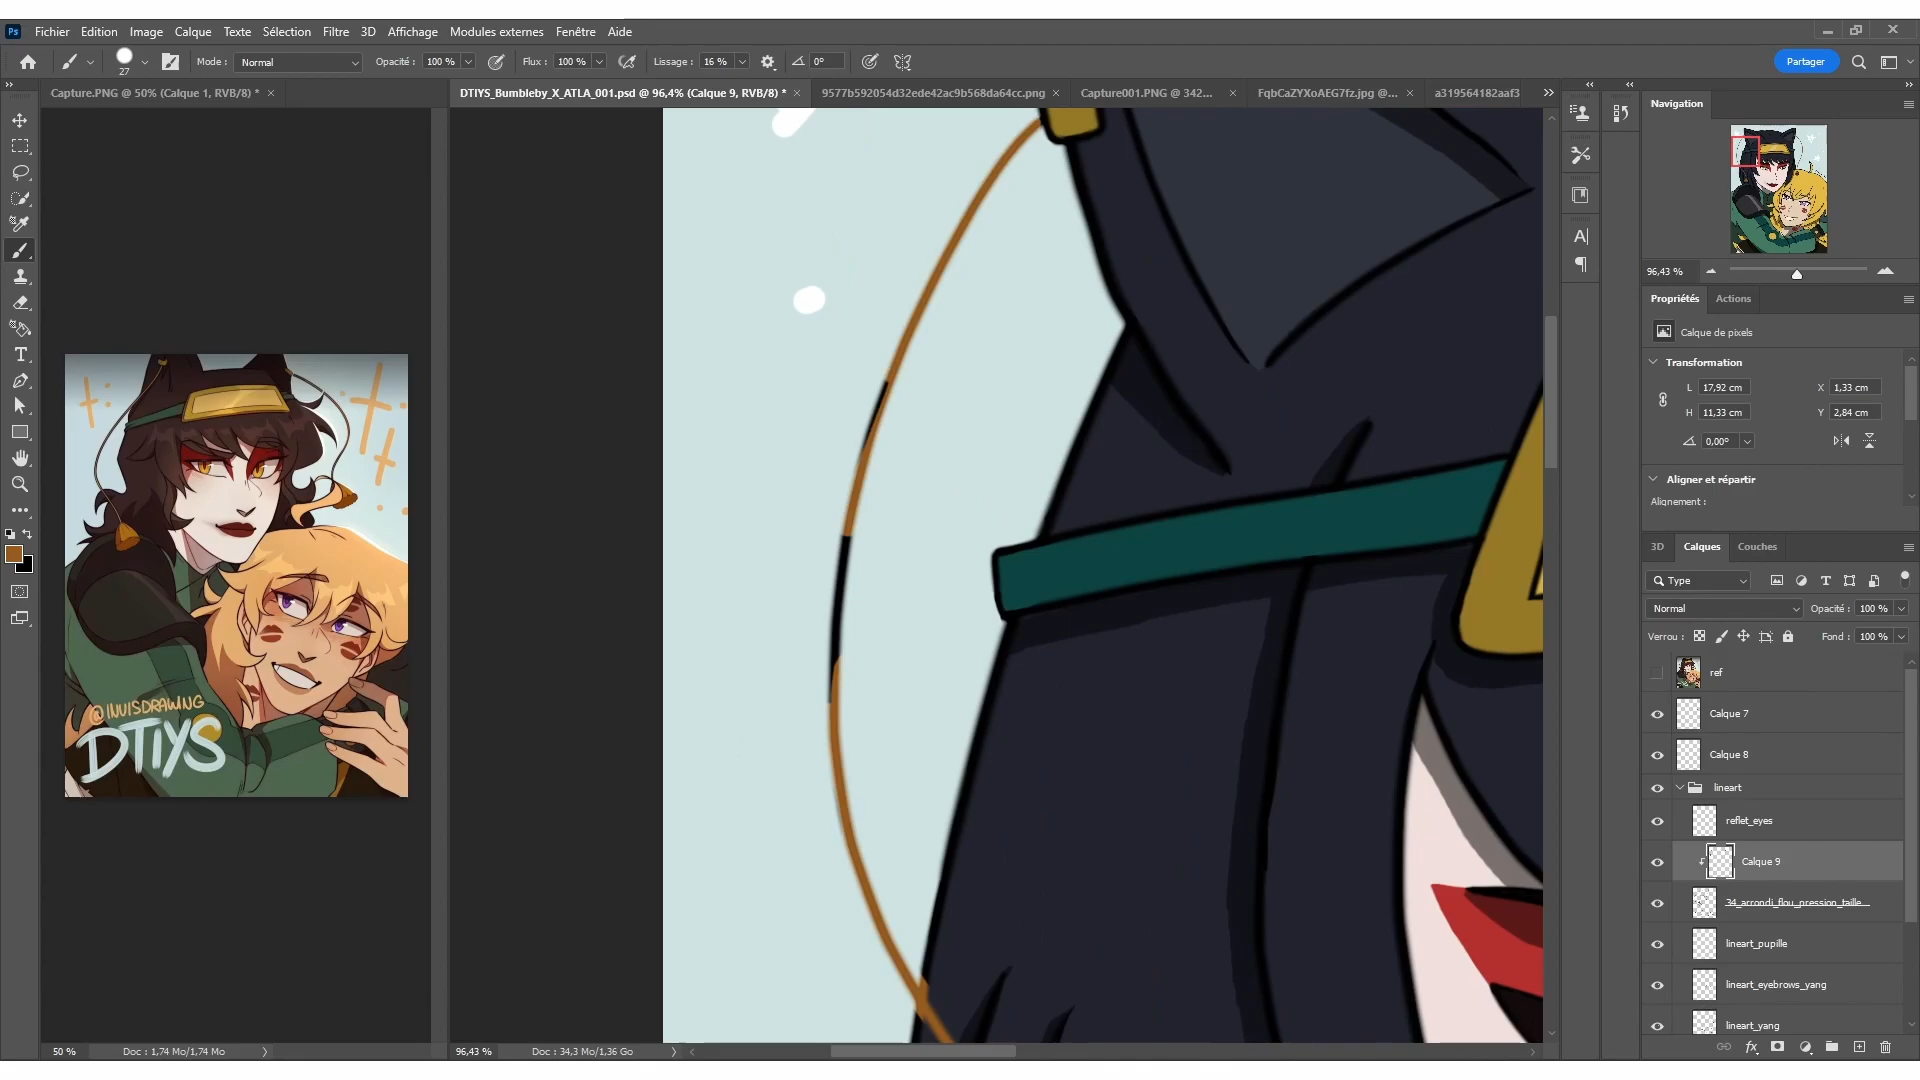 Ps Fichier Edition Image Calque Texte Sélection Filtre 3D Affichage Modules externes Fenêtre Aide
27 Mode : Normal Opacité : 100 % Flux : 100 % Lissage : 16 % 0° Partager
Capture.PNG @ 50% (Calque 1, RVB/8) * DTIYS_Bumbleby_X_ATLA_001.psd @ 96,4% (Calque 9, RVB/8) * 9577b592054d32ede42ac9b568da64cc.png Capture001.PNG @ 342... FqbCaZYXoAEG7fz.jpg @... a319564182aaf3
Navigation
96,43 %
Propriétés Actions
Calque de pixels
Transformation
L 17,92 cm X 1,33 cm
H 11,33 cm Y 2,84 cm
0,00°
Aligner et répartir
Alignement :
3D Calques Couches
Type
Normal Opacité : 100 %
Verrou : Fond : 100 %
ref
Calque 7
Calque 8
lineart
reflet_eyes
Calque 9
34_arrondi_flou_pression_taille...
lineart_pupille
lineart_eyebrows_yang
lineart_yang
@INUISDRAWING
DTIYS
50 % Doc : 1,74 Mo/1,74 Mo 96,43 % Doc : 34,3 Mo/1,36 Go